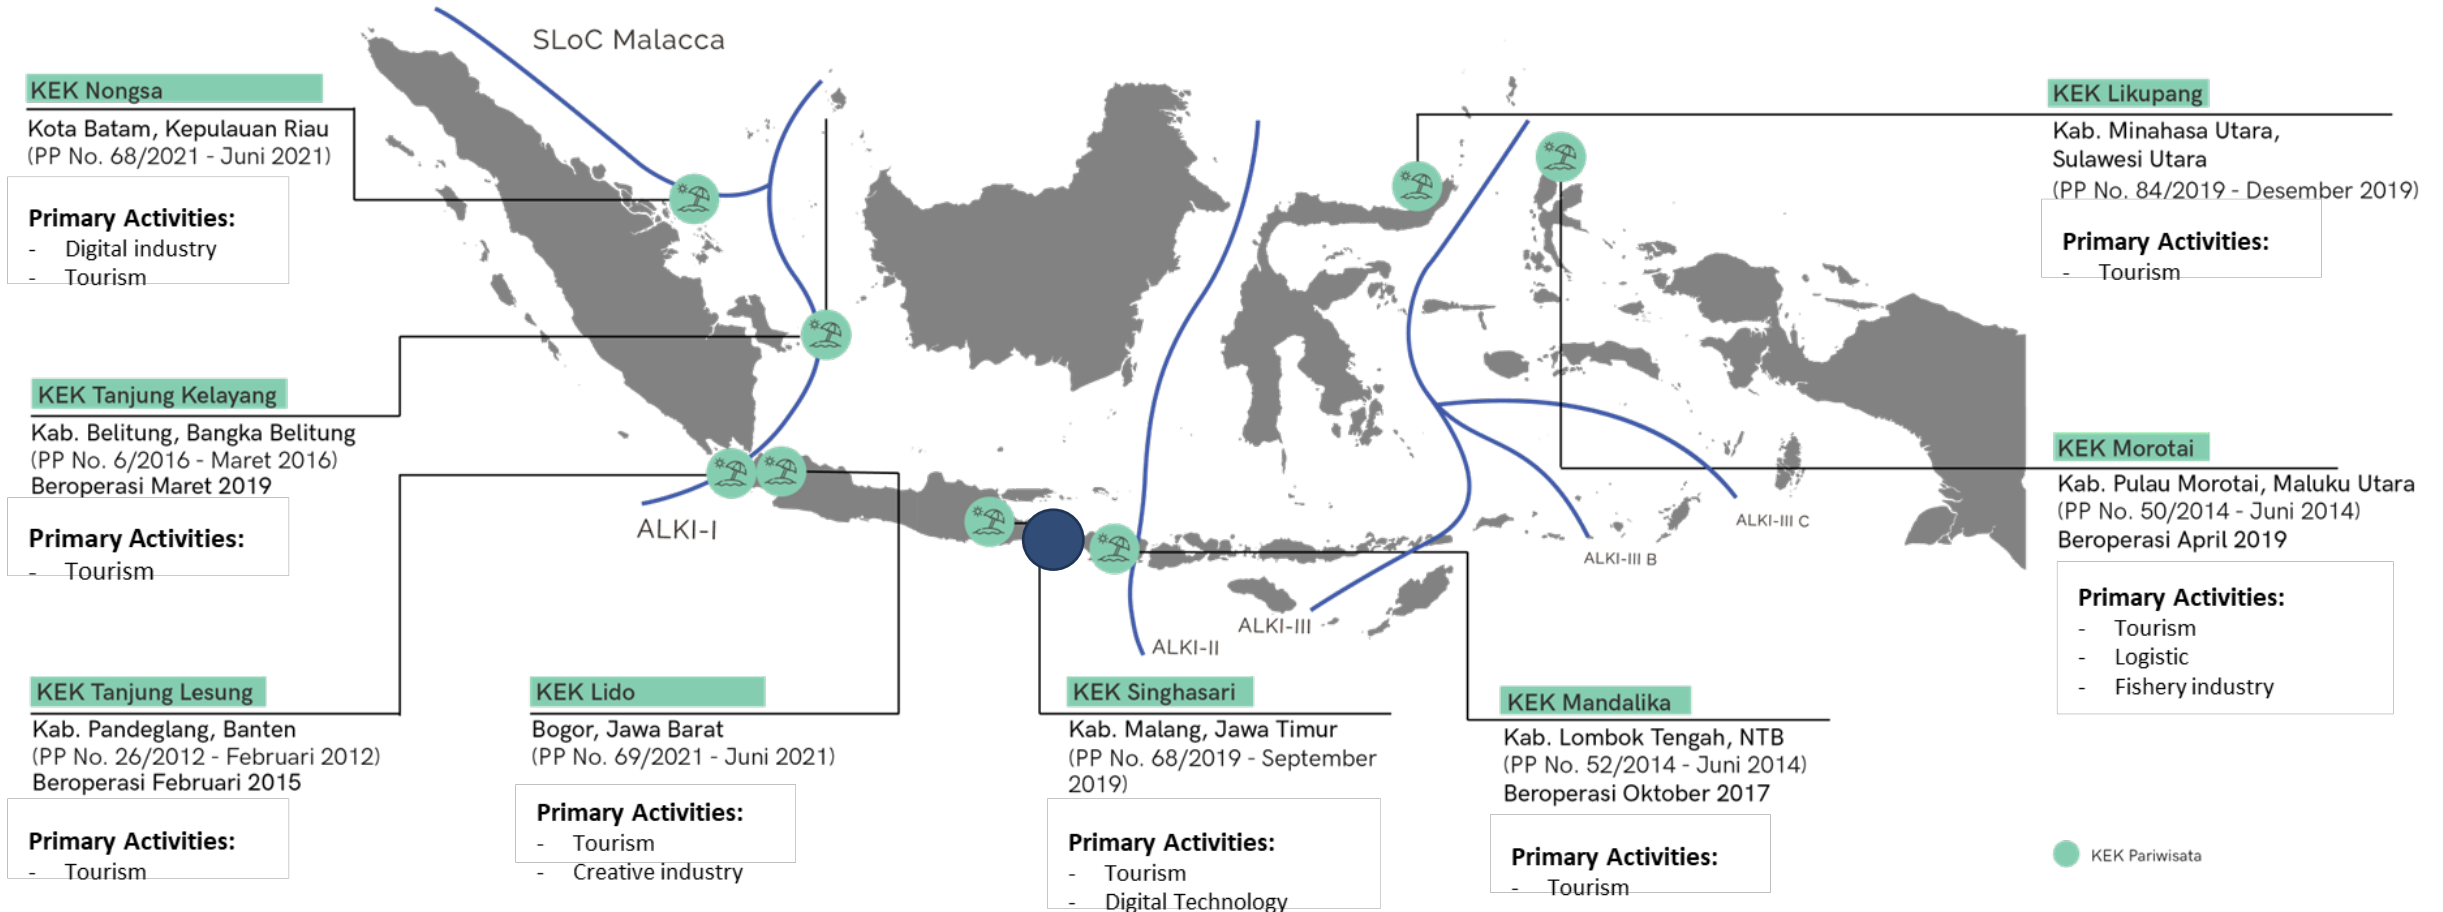 SLoC Malacca
KEK Nongsa
Kota Batam, Kepulauan Riau
(PP No. 68/2021 - Juni 2021)
Primary Activities:
- Digital industry
- Tourism
KEK Tanjung Kelayang
Kab. Belitung, Bangka Belitung
(PP No. 6/2016 - Maret 2016)
Beroperasi Maret 2019
Primary Activities:
- Tourism
KEK Tanjung Lesung
Kab. Pandeglang, Banten
(PP No. 26/2012 - Februari 2012)
Beroperasi Februari 2015
Primary Activities:
- Tourism
ALKI-I
KEK Lido
Bogor, Jawa Barat
(PP No. 69/2021 - Juni 2021)
Primary Activities:
- Tourism
- Creative industry
KEK Singhasari
Kab. Malang, Jawa Timur
(PP No. 68/2019 - September
2019)
Primary Activities:
- Tourism
- Digital Technology
ALKI-II
ALKI-III
ALKI-III B
ALKI-III C
KEK Mandalika
Kab. Lombok Tengah, NTB
(PP No. 52/2014 - Juni 2014)
Beroperasi Oktober 2017
Primary Activities:
- Tourism
KEK Likupang
Kab. Minahasa Utara,
Sulawesi Utara
(PP No. 84/2019 - Desember 2019)
Primary Activities:
- Tourism
KEK Morotai
Kab. Pulau Morotai, Maluku Utara
(PP No. 50/2014 - Juni 2014)
Beroperasi April 2019
Primary Activities:
- Tourism
- Logistic
- Fishery industry
KEK Pariwisata